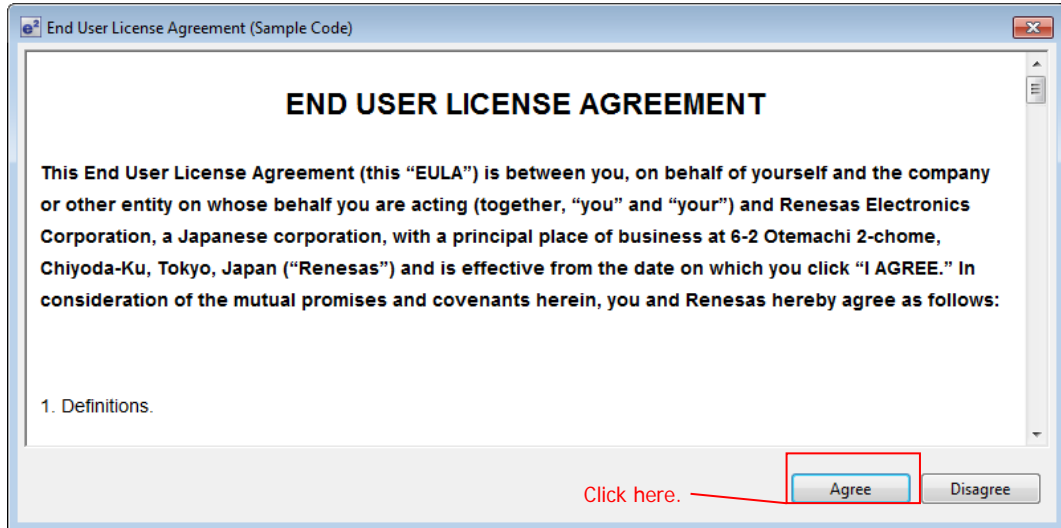 e² End User License Agreement (Sample Code)
END USER LICENSE AGREEMENT
This End User License Agreement (this “EULA”) is between you, on behalf of yourself and the company
or other entity on whose behalf you are acting (together, “you” and “your”) and Renesas Electronics
Corporation, a Japanese corporation, with a principal place of business at 6-2 Otemachi 2-chome,
Chiyoda-Ku, Tokyo, Japan (“Renesas”) and is effective from the date on which you click “I AGREE.” In
consideration of the mutual promises and covenants herein, you and Renesas hereby agree as follows:
1. Definitions.
Click here.
Agree
Disagree